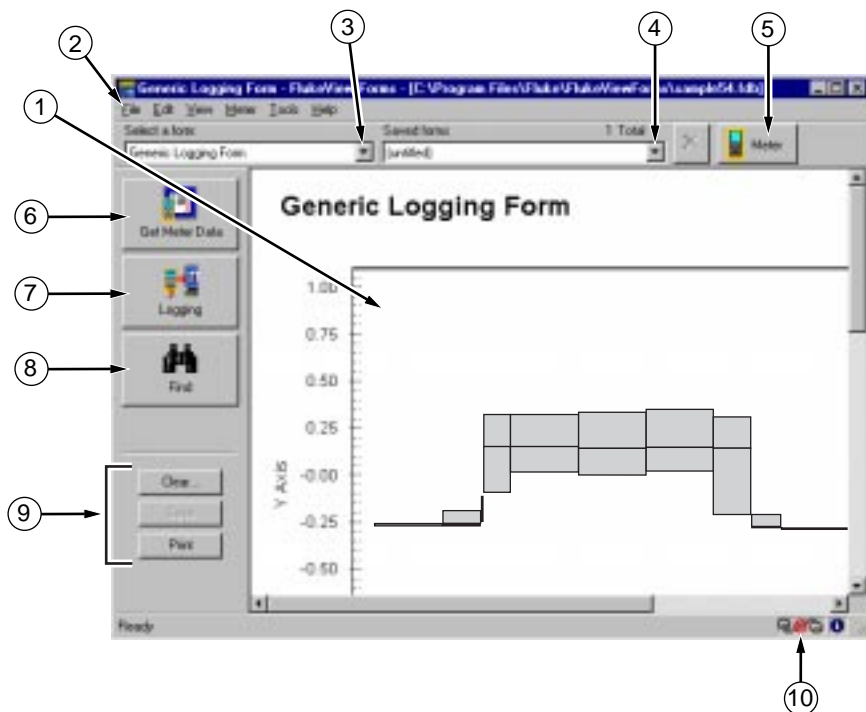 3
4
5
2
1
Generic Logging Form - FlukeView Forms - [C:\Program Files\Fluke\FlukeViewForms\sample54.fdb]
File Edit View Meter Tools Help
Select a form: Saved forms: 1 Total
Generic Logging Form (untitled) Meter
6
Get Meter Data
Generic Logging Form
7
Logging
8
Find
1.00
0.75
0.50
0.25
-0.00
-0.25
-0.50
Y AXIS
9
Clear...
Print
Ready
10